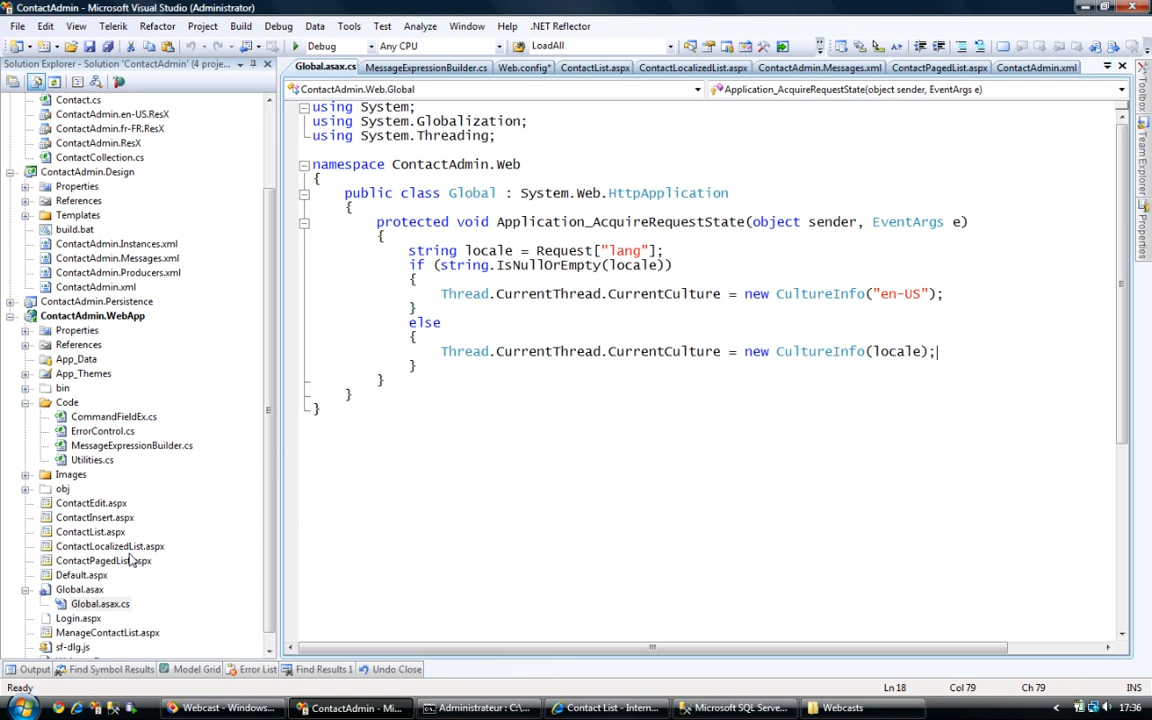 ContactAdmin - Microsoft Visual Studio (Administrator)
File Edit View Telerik Refactor Project Build Debug Data Tools Test Analyze Window Help .NET Reflector
Debug Any CPU LoadAll
Solution Explorer - Solution 'ContactAdmin' (4 proje...
Global.asax.cs MessageExpressionBuilder.cs Web.config* ContactList.aspx ContactLocalizedList.aspx ContactAdmin.Messages.xml ContactPagedList.aspx ContactAdmin.xml
ContactAdmin.Web.Global Application_AcquireRequestState(object sender, EventArgs e)
Contact.cs
ContactAdmin.en-US.ResX
ContactAdmin.fr-FR.ResX
ContactAdmin.ResX
ContactCollection.cs
ContactAdmin.Design
Properties
References
Templates
build.bat
ContactAdmin.Instances.xml
ContactAdmin.Messages.xml
ContactAdmin.Producers.xml
ContactAdmin.xml
ContactAdmin.Persistence
ContactAdmin.WebApp
Properties
References
App_Data
App_Themes
bin
Code
CommandFieldEx.cs
ErrorControl.cs
MessageExpressionBuilder.cs
Utilities.cs
Images
obj
ContactEdit.aspx
ContactInsert.aspx
ContactList.aspx
ContactLocalizedList.aspx
ContactPagedList.aspx
Default.aspx
Global.asax
Global.asax.cs
Login.aspx
ManageContactList.aspx
sf-dlg.js
using System;
using System.Globalization;
using System.Threading;
namespace ContactAdmin.Web
{
public class Global : System.Web.HttpApplication
{
protected void Application_AcquireRequestState(object sender, EventArgs e)
{
string locale = Request["lang"];
if (string.IsNullOrEmpty(locale))
{
Thread.CurrentThread.CurrentCulture = new CultureInfo("en-US");
}
else
{
Thread.CurrentThread.CurrentCulture = new CultureInfo(locale);
}
}
}
}
Toolbox
Team Explorer
Properties
Output Find Symbol Results Model Grid Error List Find Results 1 Undo Close
Ready Ln 18 Col 79 Ch 79 INS
Webcast - Windows... ContactAdmin - Mi... Administrateur : C:\... Contact List - Intern... Microsoft SQL Serve... Webcasts 17:36